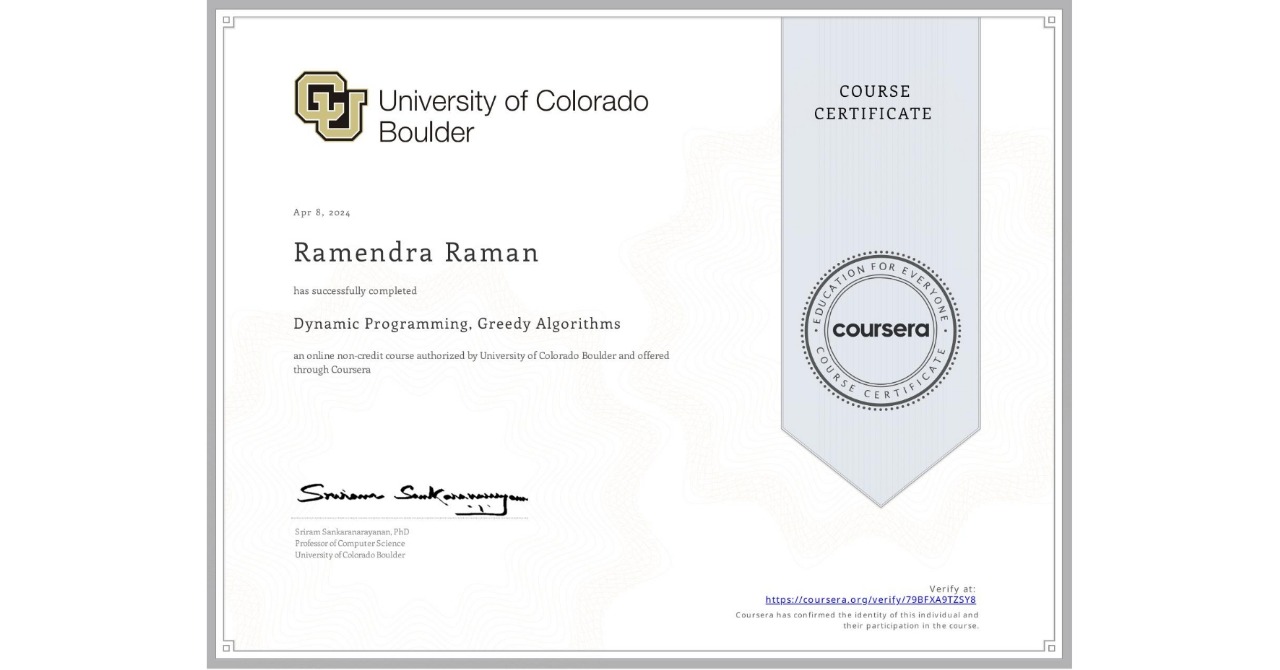 CU
University of Colorado
Boulder
COURSE
CERTIFICATE
Apr 8, 2024
Ramendra Raman
has successfully completed
Dynamic Programming, Greedy Algorithms
an online non-credit course authorized by University of Colorado Boulder and offered
through Coursera
EDUCATION FOR EVERYONE
coursera
COURSE CERTIFICATE
Sriram Sankaranarayanan
Sriram Sankaranarayanan, PhD
Professor of Computer Science
University of Colorado Boulder
Verify at:
https://coursera.org/verify/79BFXA9TZSY8
Coursera has confirmed the identity of this individual and
their participation in the course.